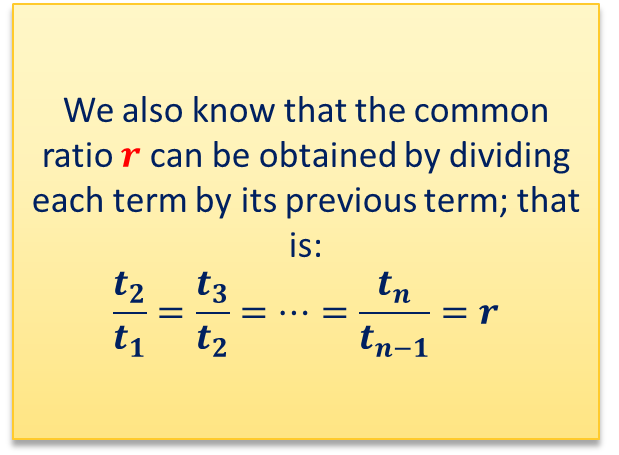 We also know that the common
ratio r can be obtained by dividing
each term by its previous term; that
is:
t₂/t₁ = t₃/t₂ = ⋯ = tₙ/tₙ₋₁ = r